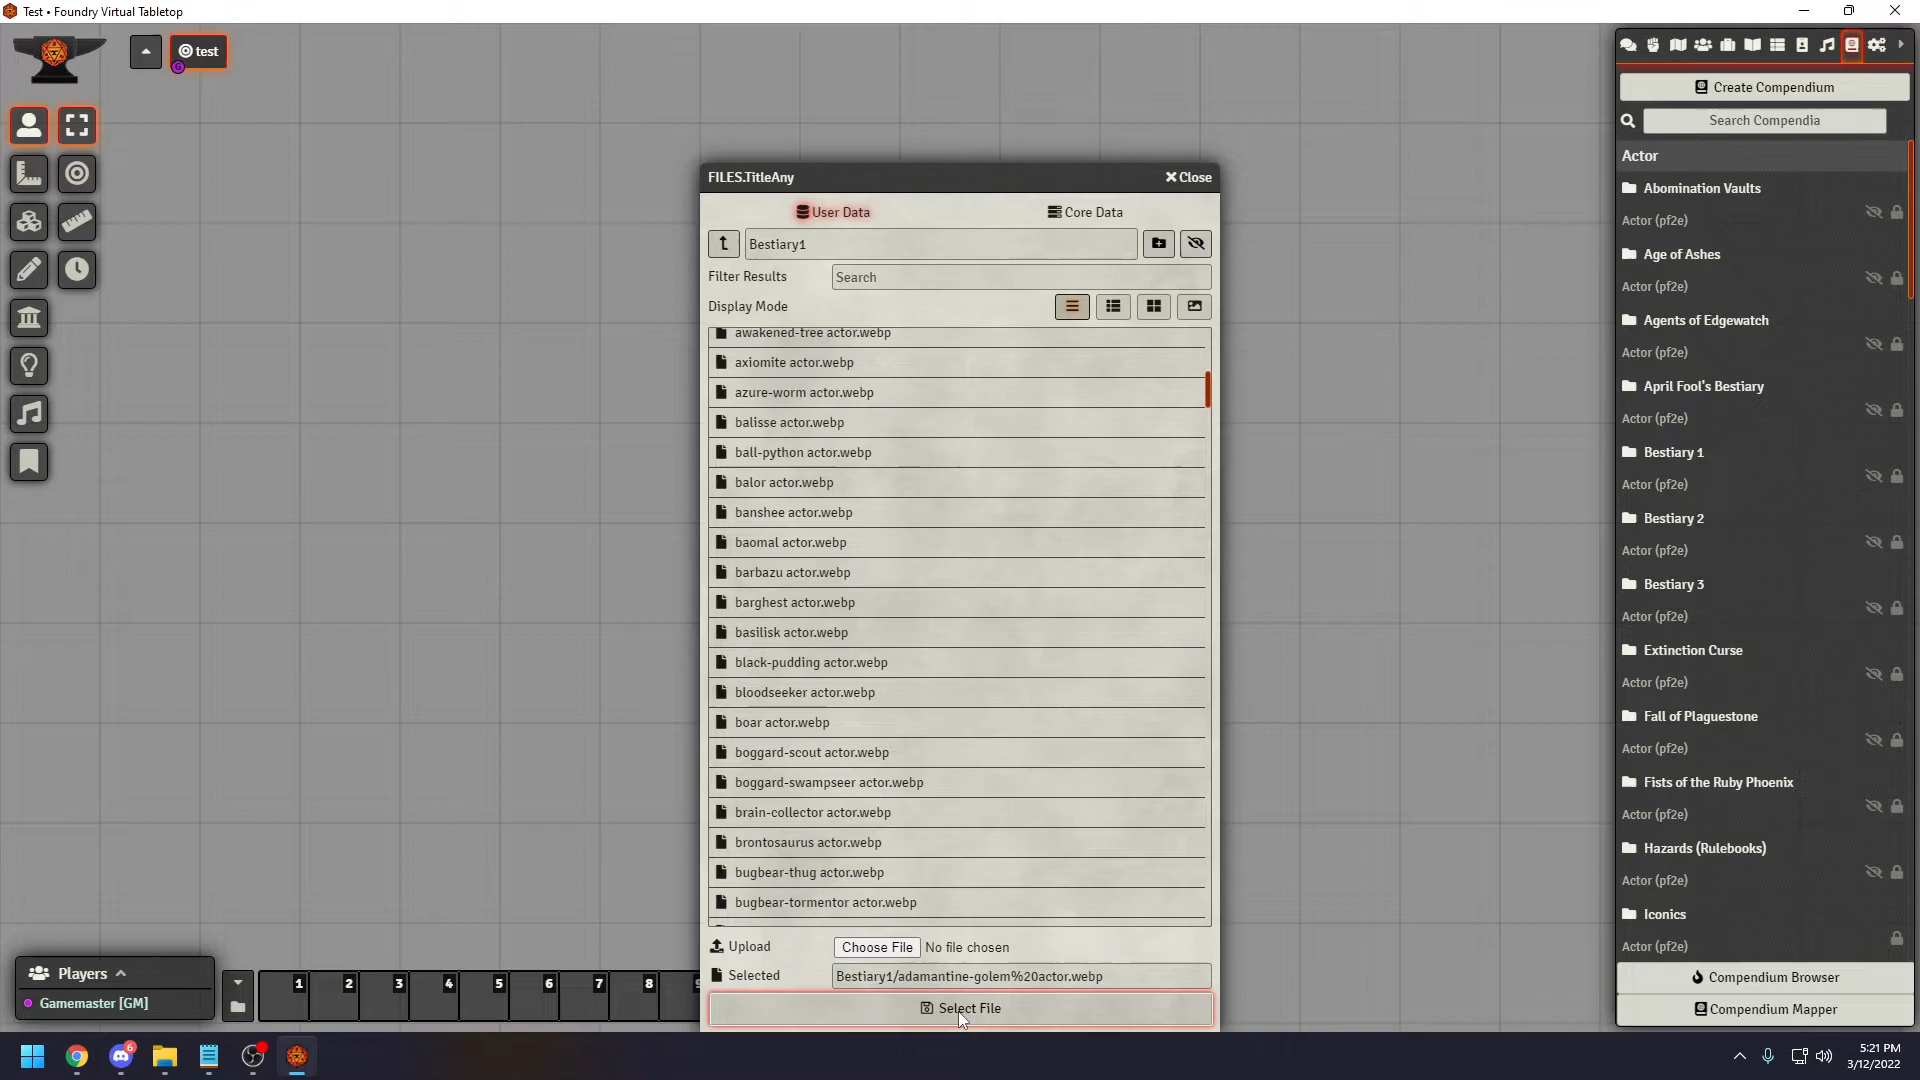 Test • Foundry Virtual Tabletop
test
G
Create Compendium
Search Compendia
Actor
Abomination Vaults
Actor (pf2e)
Age of Ashes
Actor (pf2e)
Agents of Edgewatch
Actor (pf2e)
April Fool's Bestiary
Actor (pf2e)
Bestiary 1
Actor (pf2e)
Bestiary 2
Actor (pf2e)
Bestiary 3
Actor (pf2e)
Extinction Curse
Actor (pf2e)
Fall of Plaguestone
Actor (pf2e)
Fists of the Ruby Phoenix
Actor (pf2e)
Hazards (Rulebooks)
Actor (pf2e)
Iconics
Actor (pf2e)
Compendium Browser
Compendium Mapper
FILES.TitleAny
Close
User Data
Core Data
Bestiary1
Filter Results
Search
Display Mode
awakened-tree actor.webp
axiomite actor.webp
azure-worm actor.webp
balisse actor.webp
ball-python actor.webp
balor actor.webp
banshee actor.webp
baomal actor.webp
barbazu actor.webp
barghest actor.webp
basilisk actor.webp
black-pudding actor.webp
bloodseeker actor.webp
boar actor.webp
boggard-scout actor.webp
boggard-swampseer actor.webp
brain-collector actor.webp
brontosaurus actor.webp
bugbear-thug actor.webp
bugbear-tormentor actor.webp
Upload
Choose File No file chosen
Selected
Bestiary1/adamantine-golem%20actor.webp
Select File
Players
Gamemaster [GM]
1 2 3 4 5 6 7 8
6
5:21 PM
3/12/2022